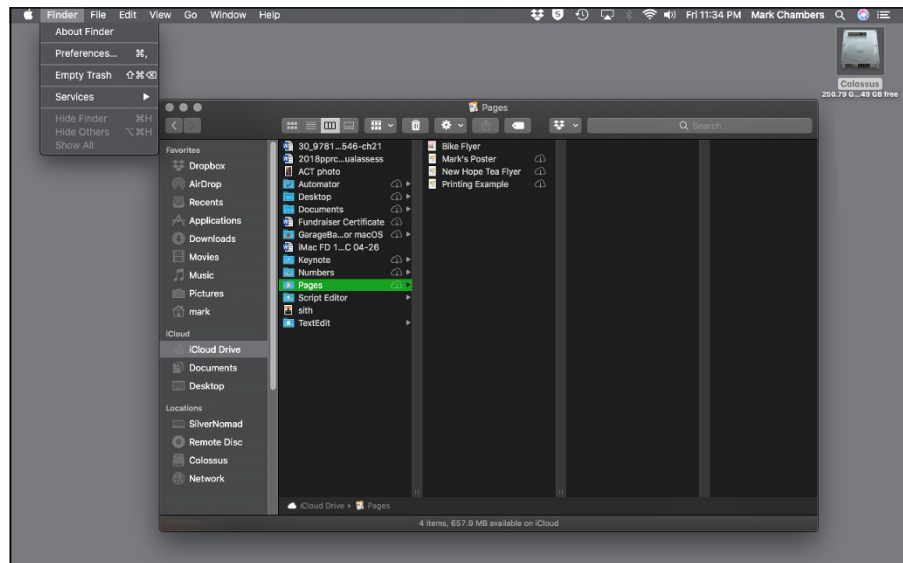 Finder File Edit View Go Window Help
Fri 11:34 PM Mark Chambers
About Finder
Preferences... ⌘,
Empty Trash ⇧⌘⌫
Services ▶
Hide Finder ⌘H
Hide Others ⌥⌘H
Show All
Colossus
250.79 G...49 GB free
Pages
Search
Favorites
Dropbox
AirDrop
Recents
Applications
Downloads
Movies
Music
Pictures
mark
iCloud
iCloud Drive
Documents
Desktop
Locations
SilverNomad
Remote Disc
Colossus
Network
30_9781...546-ch21
2018pprc...ualassess
ACT photo
Automator
Desktop
Documents
Fundraiser Certificate
GarageBa...or macOS
iMac FD 1...C 04-26
Keynote
Numbers
Pages
Script Editor
sith
TextEdit
Bike Flyer
Mark's Poster
New Hope Tea Flyer
Printing Example
iCloud Drive › Pages
4 items, 657.9 MB available on iCloud